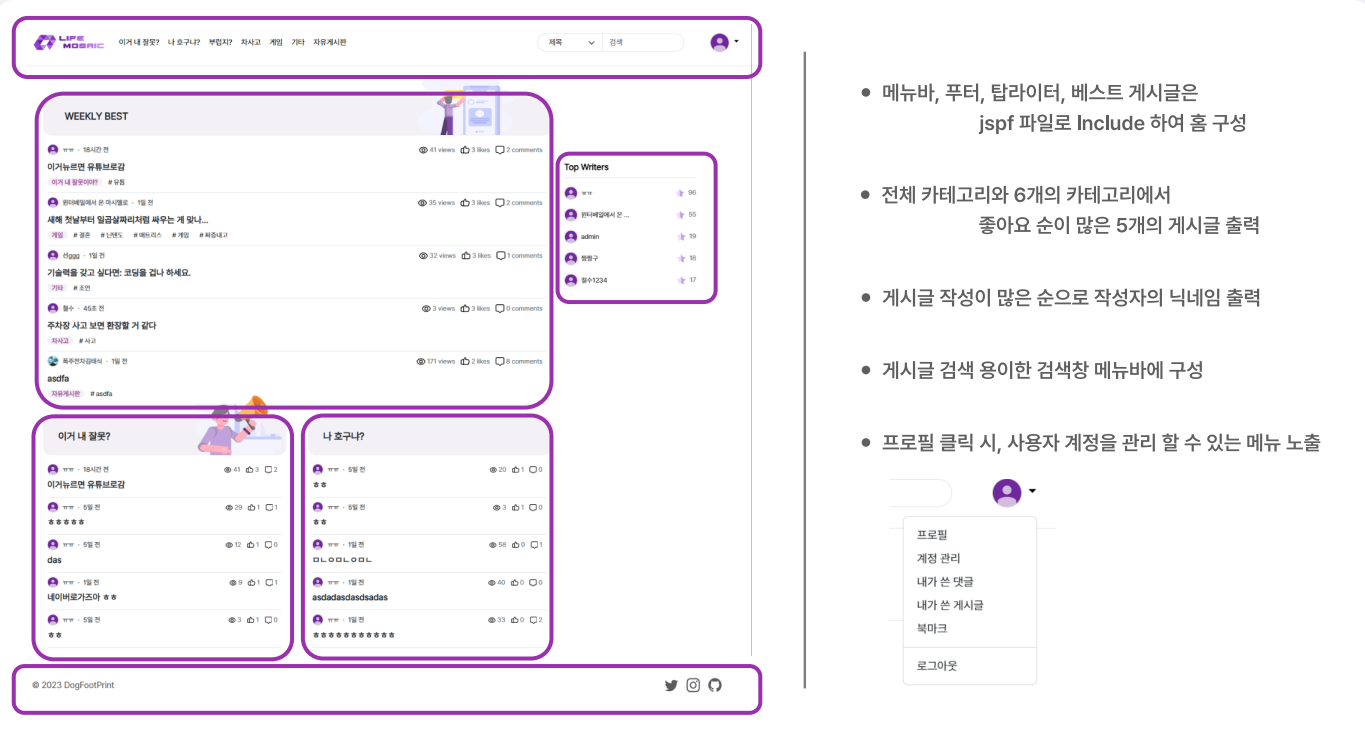 LIFE MOSAIC
이거 내 잘못? 나 호구냐? 부럽지? 차사고 게임 기타 자유게시판
제목 검색
WEEKLY BEST
ㅠㅠ · 18시간 전 41 views 3 likes 2 comments
이거누르면 유튜브로감
이거 내 잘못이야? # 유튭
윈터베일에서 온 마시멜로 · 1일 전 35 views 3 likes 2 comments
새해 첫날부터 일곱살짜리처럼 싸우는 게 맞나...
게임 # 결혼 # 닌텐도 # 매트리스 # 게임 # 짜증내고
션ggg · 1일 전 32 views 3 likes 1 comments
기술력을 갖고 싶다면: 코딩을 겁나 하세요.
기타 # 조언
철수 · 45초 전 3 views 3 likes 0 comments
주차장 사고 보면 환장할 거 같다
차사고 # 사고
폭주전차김태식 · 1일 전 171 views 2 likes 8 comments
asdfa
자유게시판 # asdfa
Top Writers
ㅠㅠ 96
윈터베일에서 온 ... 55
admin 19
18
철수1234 17
이거 내 잘못?
ㅠㅠ · 18시간 전 41 3 2
이거누르면 유튜브로감
ㅠㅠ · 5일 전 29 1 1
ㅎㅎㅎㅎㅎ
ㅠㅠ · 5일 전 12 1 0
das
ㅠㅠ · 1일 전 9 1 1
네이버로가즈아 ㅎㅎ
ㅠㅠ · 5일 전 3 1 0
ㅎㅎ
나 호구냐?
ㅠㅠ · 5일 전 20 1 0
ㅎㅎ
ㅠㅠ · 5일 전 3 1 0
ㅎㅎ
ㅠㅠ · 1일 전 58 0 1
ㅁㄴㅇㅁㄴㅇㅁㄴ
ㅠㅠ · 1일 전 40 0 0
asdadasdasdsadas
ㅠㅠ · 1일 전 33 0 2
ㅎㅎㅎㅎㅎㅎㅎㅎㅎㅎㅎ
© 2023 DogFootPrint
● 메뉴바, 푸터, 탑라이터, 베스트 게시글은
jspf 파일로 Include 하여 홈 구성
● 전체 카테고리와 6개의 카테고리에서
좋아요 순이 많은 5개의 게시글 출력
● 게시글 작성이 많은 순으로 작성자의 닉네임 출력
● 게시글 검색 용이한 검색창 메뉴바에 구성
● 프로필 클릭 시, 사용자 계정을 관리 할 수 있는 메뉴 노출
프로필
계정 관리
내가 쓴 댓글
내가 쓴 게시글
북마크
로그아웃